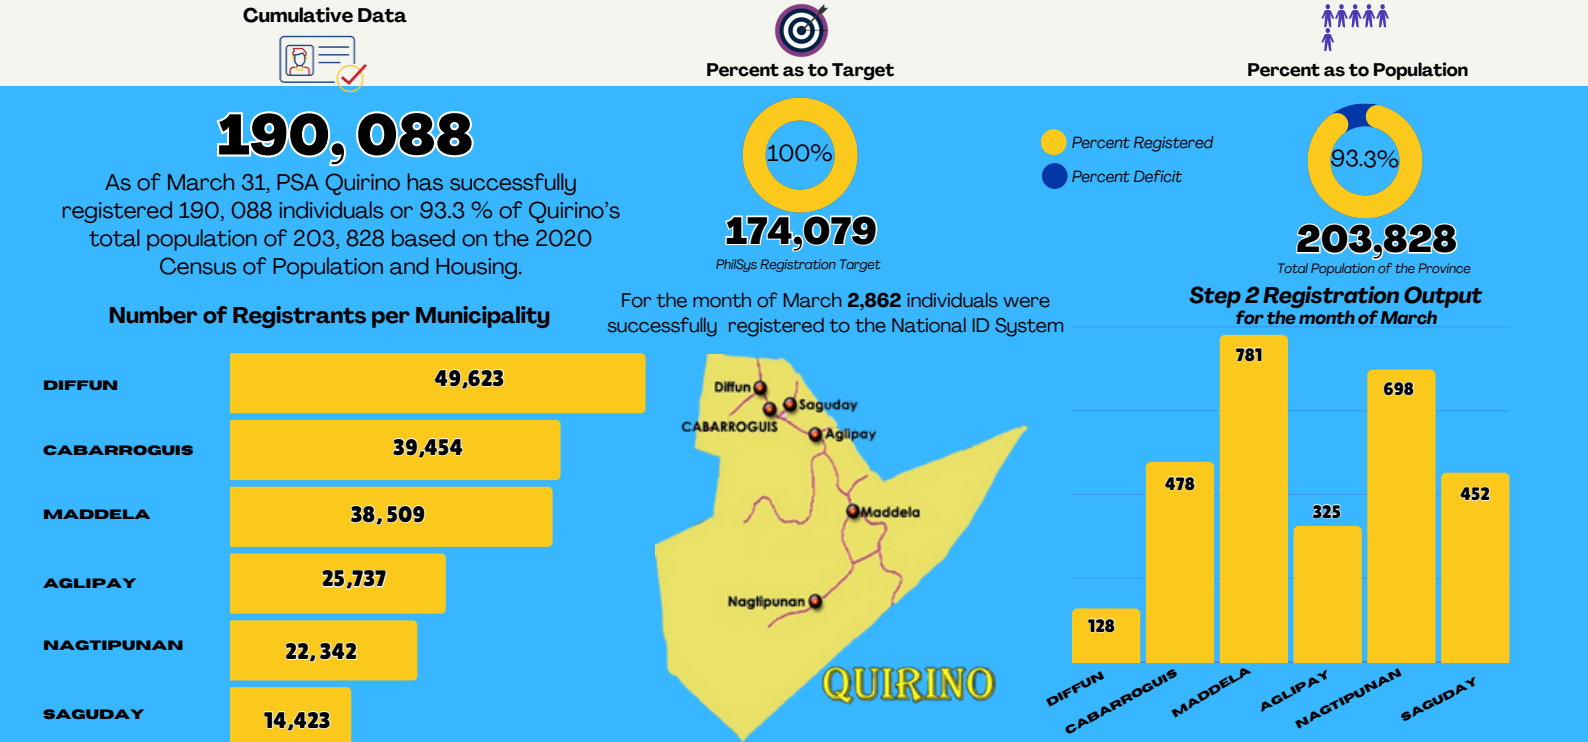 Cumulative Data
190, 088
As of March 31, PSA Quirino has successfully
registered 190, 088 individuals or 93.3 % of Quirino's
total population of 203, 828 based on the 2020
Census of Population and Housing.
Percent as to Target
100%
174,079
PhilSys Registration Target
For the month of March 2,862 individuals were
successfully registered to the National ID System
Percent as to Population
Percent Registered
Percent Deficit
93.3%
203,828
Total Population of the Province
Number of Registrants per Municipality
DIFFUN
49,623
CABARROGUIS
39,454
MADDELA
38,509
AGLIPAY
25,737
NAGTIPUNAN
22,342
SAGUDAY
14,423
Diffun
Saguday
CABARROGUIS
Aglipay
Maddela
Nagtipunan
QUIRINO
Step 2 Registration Output
for the month of March
128
478
781
325
698
452
DIFFUN
CABARROGUIS
MADDELA
AGLIPAY
NAGTIPUNAN
SAGUDAY